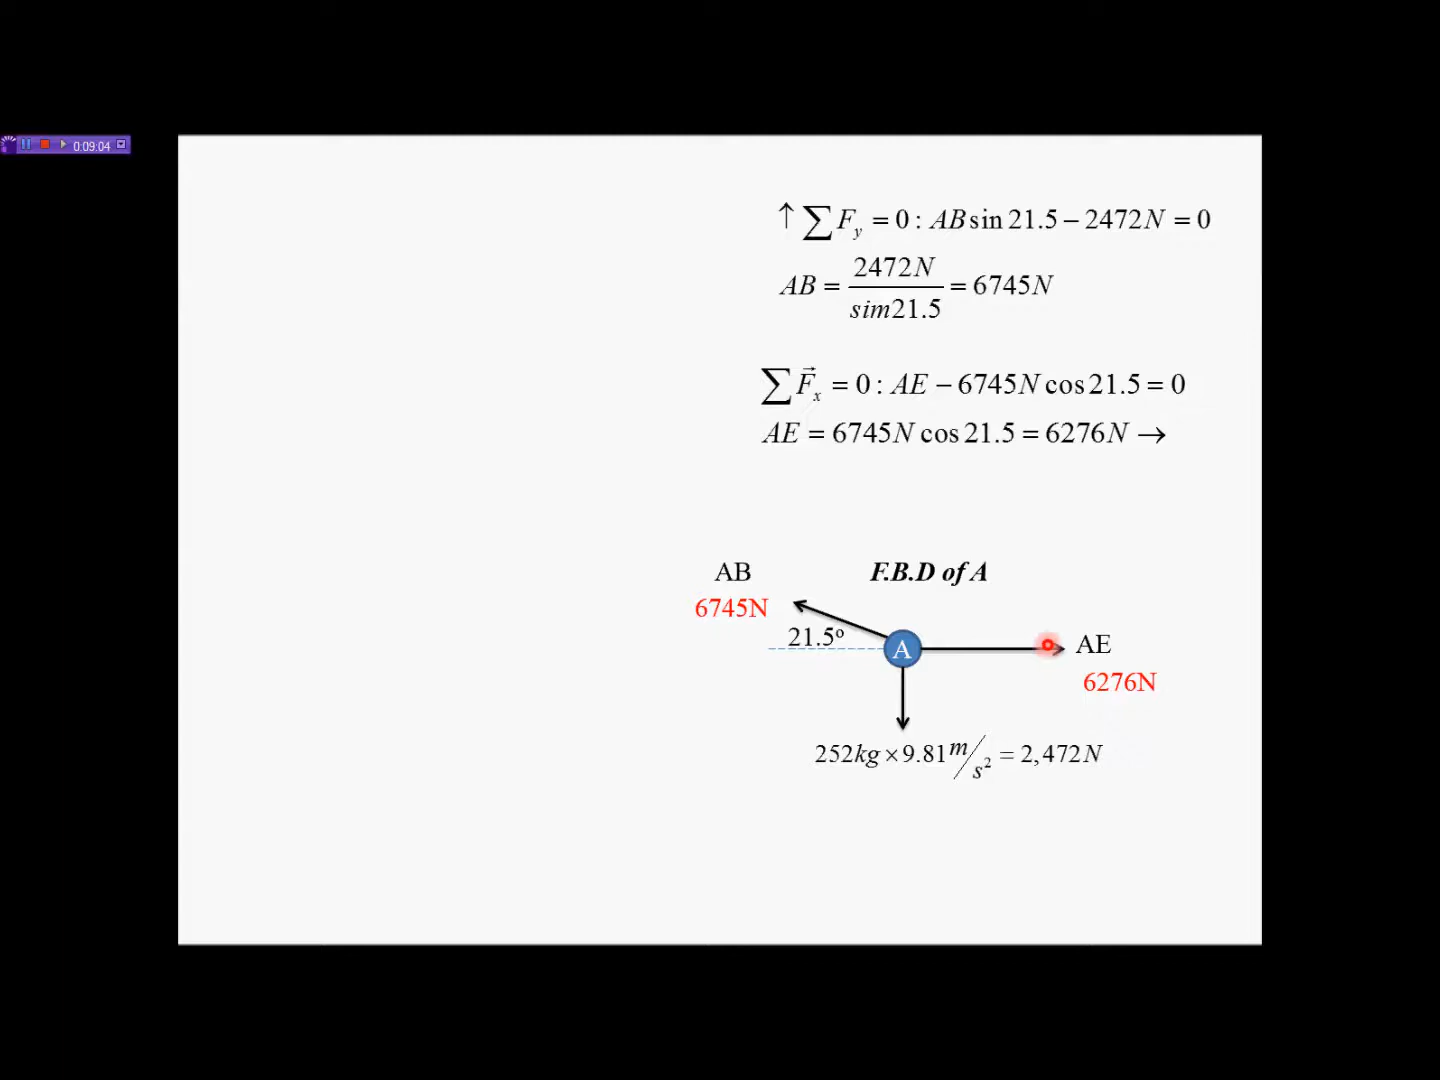 0:09:04
↑ ∑ F_y = 0 : AB sin 21.5 − 2472N = 0
AB = 2472N / sim21.5 = 6745N
∑ F⃗_x = 0 : AE − 6745N cos 21.5 = 0
AE = 6745N cos 21.5 = 6276N →
AB
F.B.D of A
6745N
21.5º
A
AE
6276N
252kg × 9.81 m/s² = 2,472N